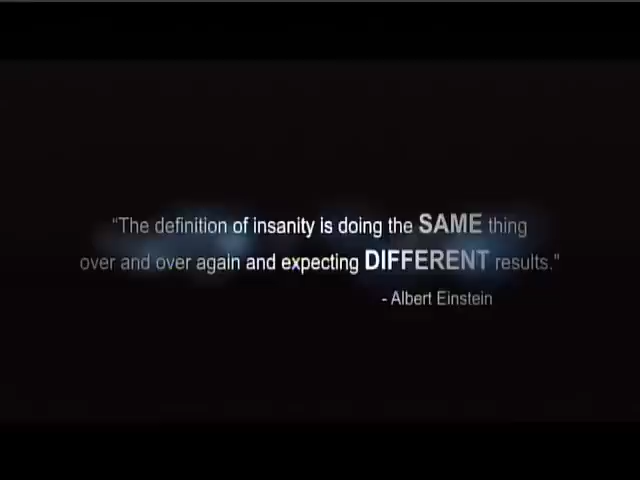 “The definition of insanity is doing the SAME thing
over and over again and expecting DIFFERENT results."
- Albert Einstein